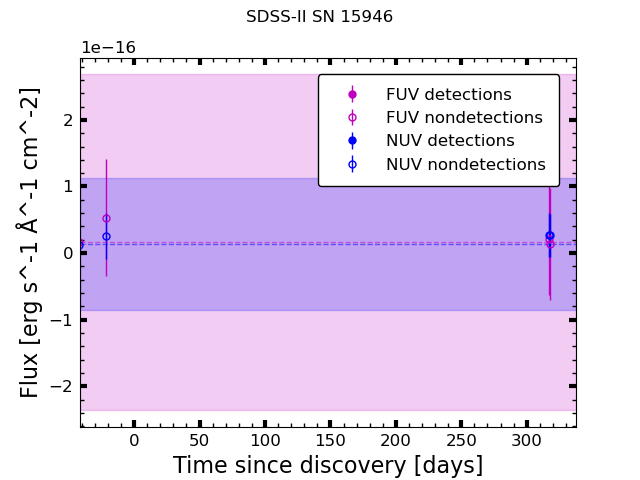 SDSS-II SN 15946
1e−16
FUV detections
FUV nondetections
NUV detections
NUV nondetections
2
1
0
−1
−2
Flux [erg s^-1 Å^-1 cm^-2]
0 50 100 150 200 250 300
Time since discovery [days]